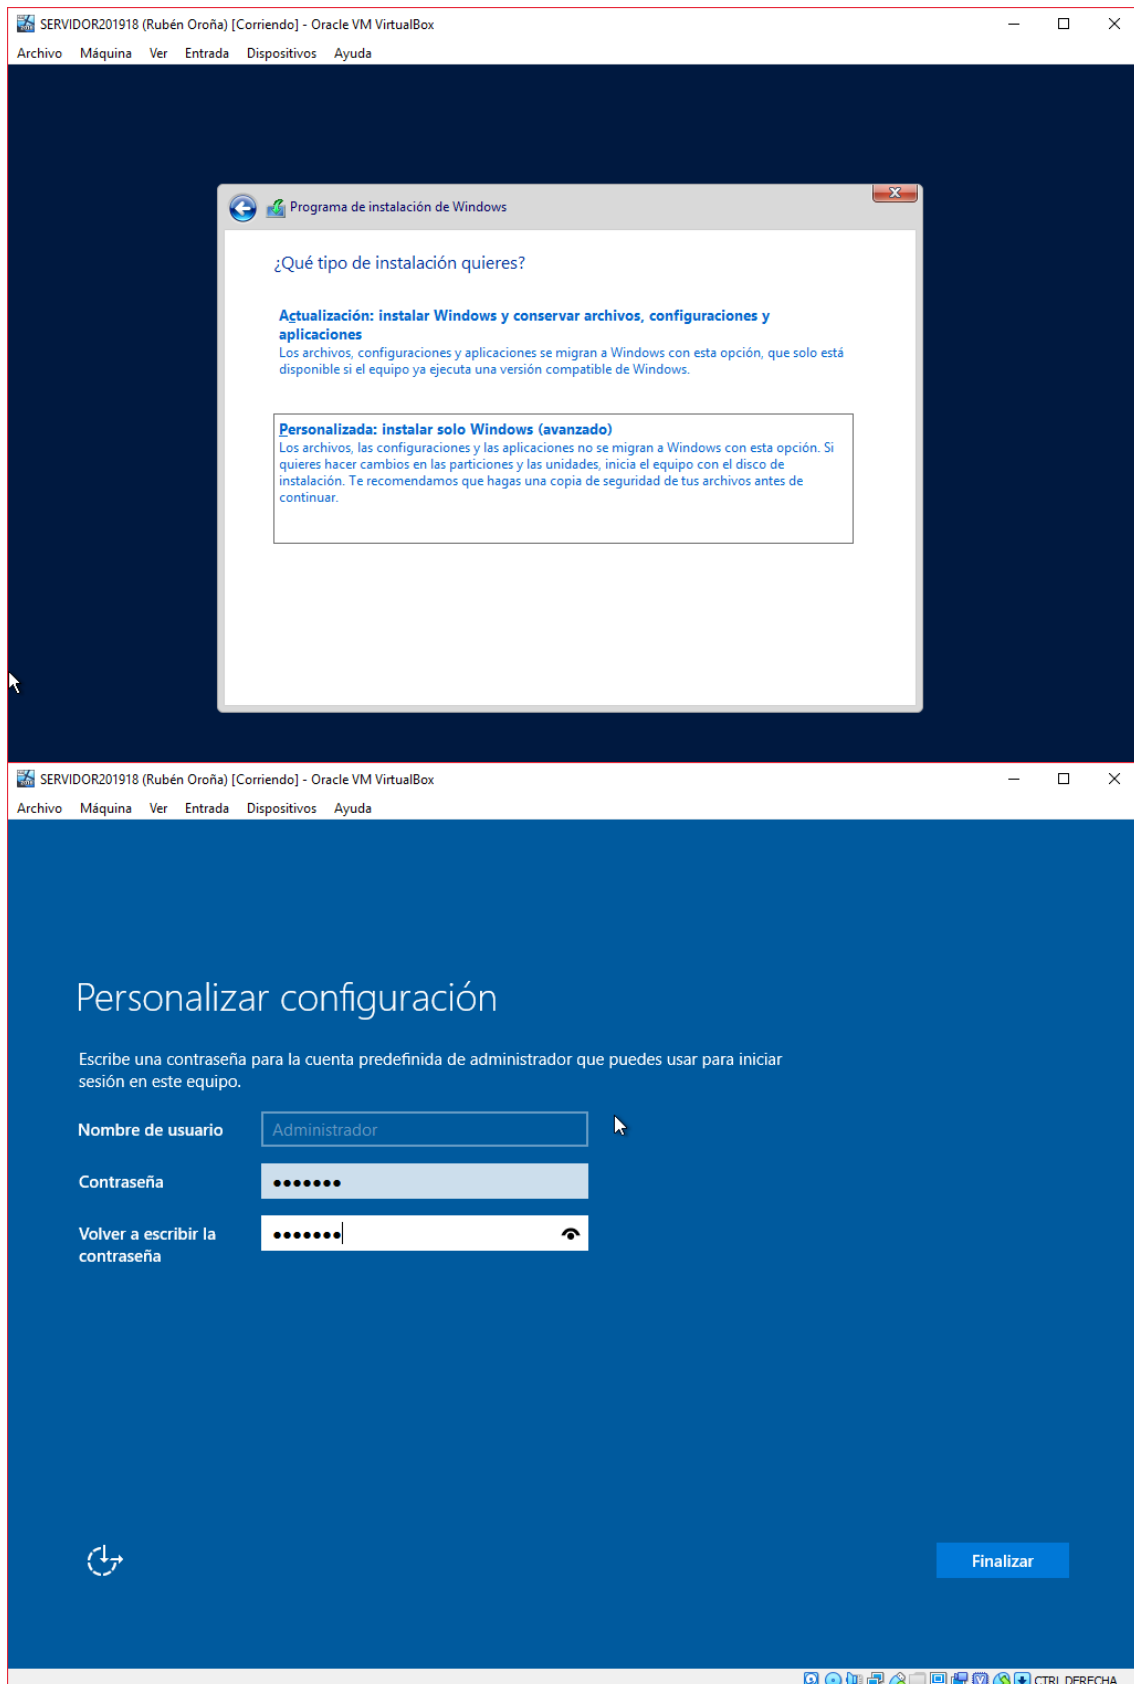 SERVIDOR201918 (Rubén Oroña) [Corriendo] - Oracle VM VirtualBox
Archivo Máquina Ver Entrada Dispositivos Ayuda
Programa de instalación de Windows
¿Qué tipo de instalación quieres?
Actualización: instalar Windows y conservar archivos, configuraciones y
aplicaciones
Los archivos, configuraciones y aplicaciones se migran a Windows con esta opción, que solo está
disponible si el equipo ya ejecuta una versión compatible de Windows.
Personalizada: instalar solo Windows (avanzado)
Los archivos, las configuraciones y las aplicaciones no se migran a Windows con esta opción. Si
quieres hacer cambios en las particiones y las unidades, inicia el equipo con el disco de
instalación. Te recomendamos que hagas una copia de seguridad de tus archivos antes de
continuar.
SERVIDOR201918 (Rubén Oroña) [Corriendo] - Oracle VM VirtualBox
Archivo Máquina Ver Entrada Dispositivos Ayuda
Personalizar configuración
Escribe una contraseña para la cuenta predefinida de administrador que puedes usar para iniciar
sesión en este equipo.
Nombre de usuario Administrador
Contraseña •••••••
Volver a escribir la •••••••
contraseña
Finalizar
CTRL DERECHA